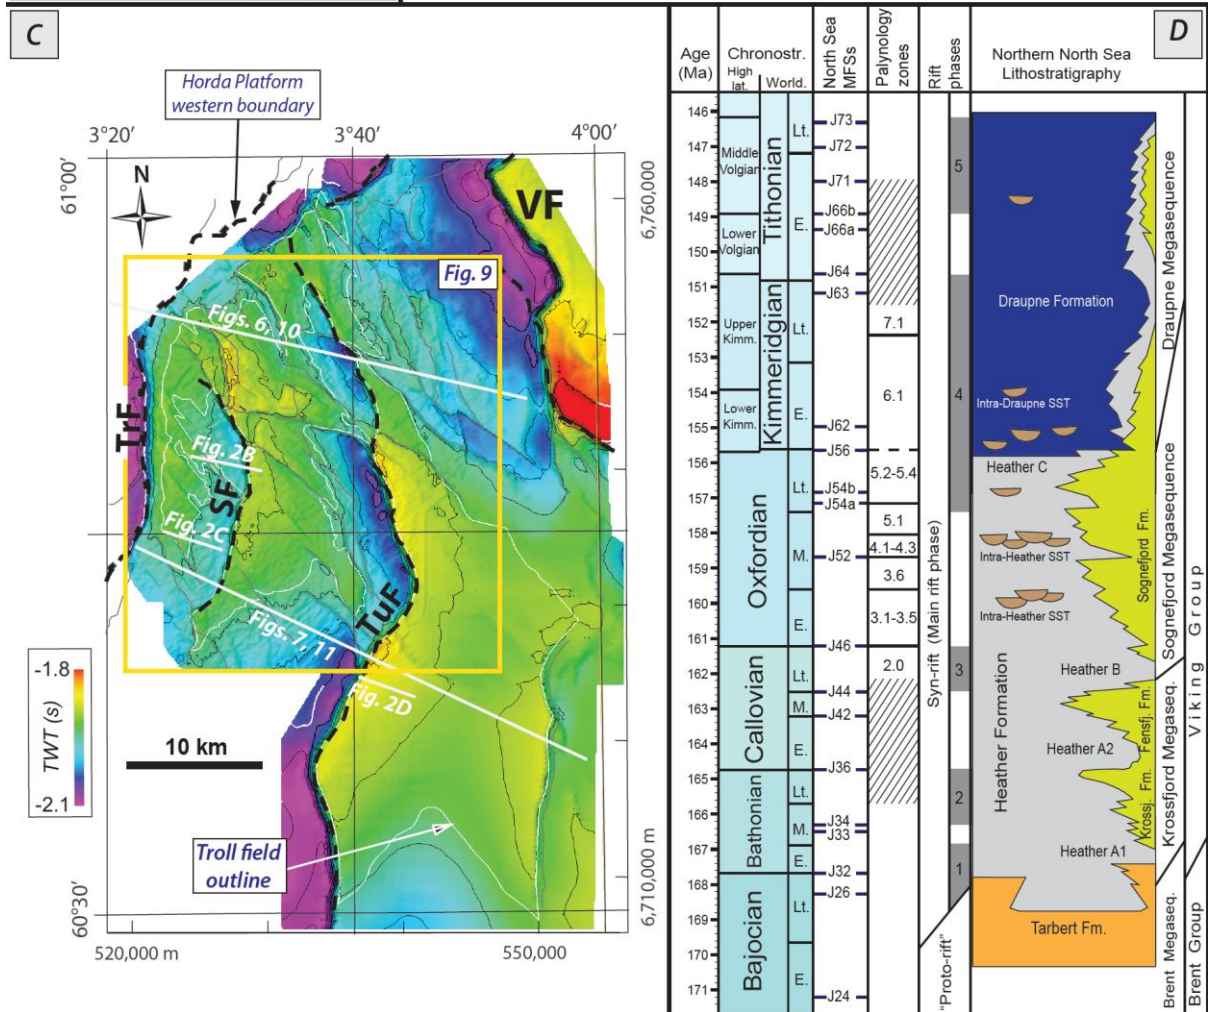 C
Horda Platform
western boundary
3°20' 3°40' 4°00'
61°00'
N
VF
6,760,000
Fig. 9
Figs. 6, 10
TrF
Fig. 2B
SF
Fig. 2C
TuF
Figs. 7, 11
Fig. 2D
-1.8
TWT (s)
-2.1
10 km
Troll field
outline
60°30'
6,710,000 m
520,000 m 550,000
D
Age
(Ma)
Chronostr.
High
lat.
World.
North Sea
MFSs
Palynology
zones
Rift
phases
Northern North Sea
Lithostratigraphy
146
147
148
149
150
151
152
153
154
155
156
157
158
159
160
161
162
163
164
165
166
167
168
169
170
171
Middle
Volgian
Lower
Volgian
Upper
Kimm.
Lower
Kimm.
Tithonian
Kimmeridgian
Oxfordian
Callovian
Bathonian
Bajocian
Lt.
E.
Lt.
E.
Lt.
M.
E.
Lt.
M.
E.
Lt.
M.
E.
Lt.
E.
J73
J72
J71
J66b
J66a
J64
J63
J62
J56
J54b
J54a
J52
J46
J44
J42
J36
J34
J33
J32
J26
J24
7.1
6.1
5.2-5.4
5.1
4.1-4.3
3.6
3.1-3.5
2.0
Syn-rift (Main rift phase)
"Proto-rift"
5
4
3
2
1
Draupne Formation
Intra-Draupne SST
Heather C
Intra-Heather SST
Intra-Heather SST
Heather B
Heather A2
Heather A1
Heather Formation
Sognefjord Fm.
Fensfj. Fm.
Krossj. Fm.
Tarbert Fm.
Draupne Megasequence
Sognefjord Megasequence
Krossfjord Megaseq.
Brent Megaseq.
Viking Group
Brent Group